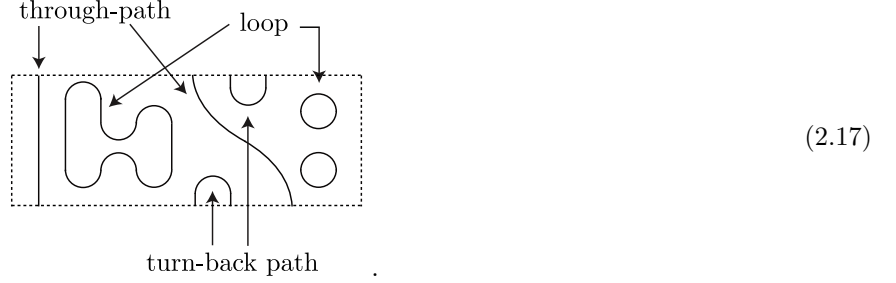 through-path
loop
(2.17)
turn-back path
.